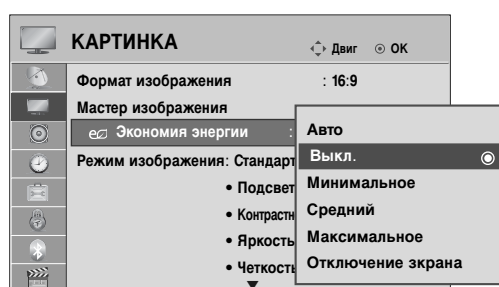 КАРТИНКА Двиг OK
Формат изображения : 16:9
Мастер изображения
Экономия энергии :
Режим изображения: Стандарт
• Подсвет
• Контрастн
• Яркость
• Четкость
Авто
Выкл.
Минимальное
Средний
Максимальное
Отключение зкрана